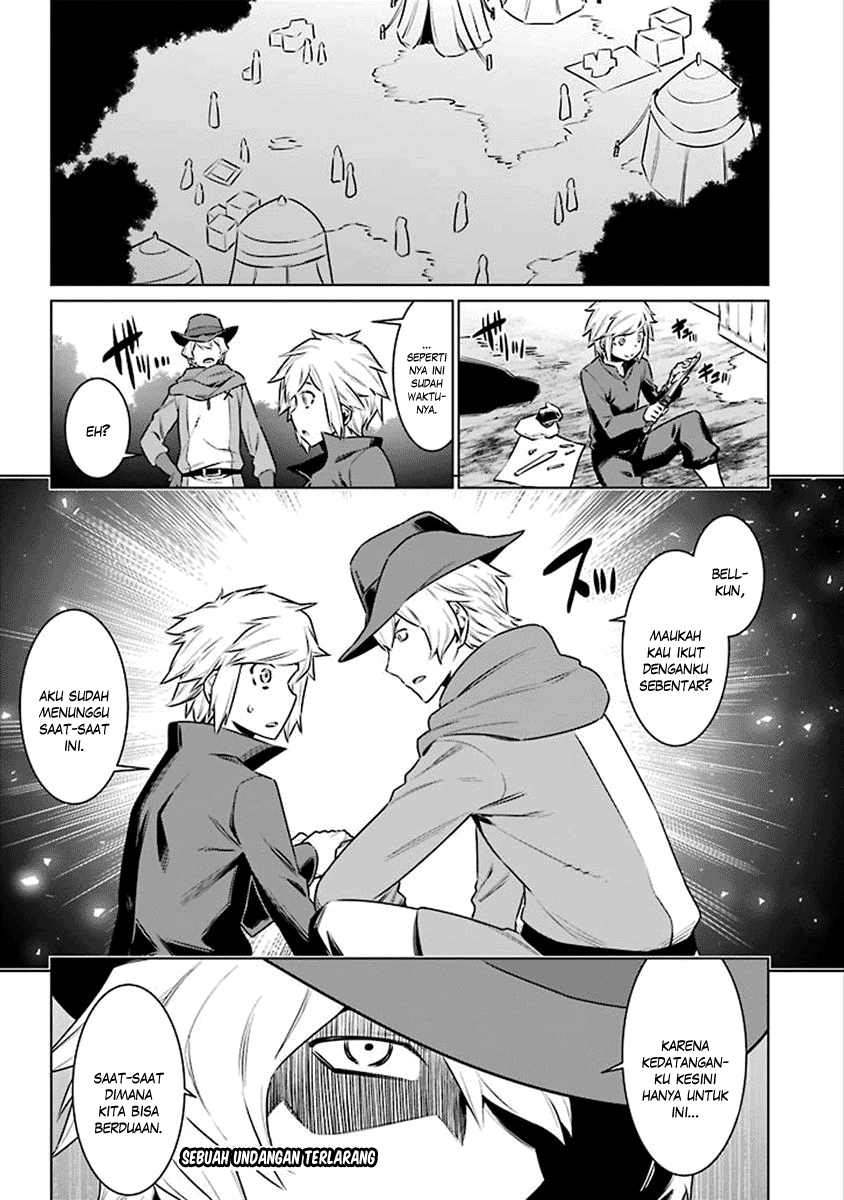 ...
SEPERTI
NYA INI
SUDAH
WAKTU-
NYA.
EH?
BELL-
KUN,
MAUKAH
KAU IKUT
DENGANKU
SEBENTAR?
AKU SUDAH
MENUNGGU
SAAT-SAAT
INI.
KARENA
KEDATANGAN-
KU KESINI
HANYA UNTUK
INI...
SAAT-SAAT
DIMANA
KITA BISA
BERDUAAN.
SEBUAH UNDANGAN TERLARANG